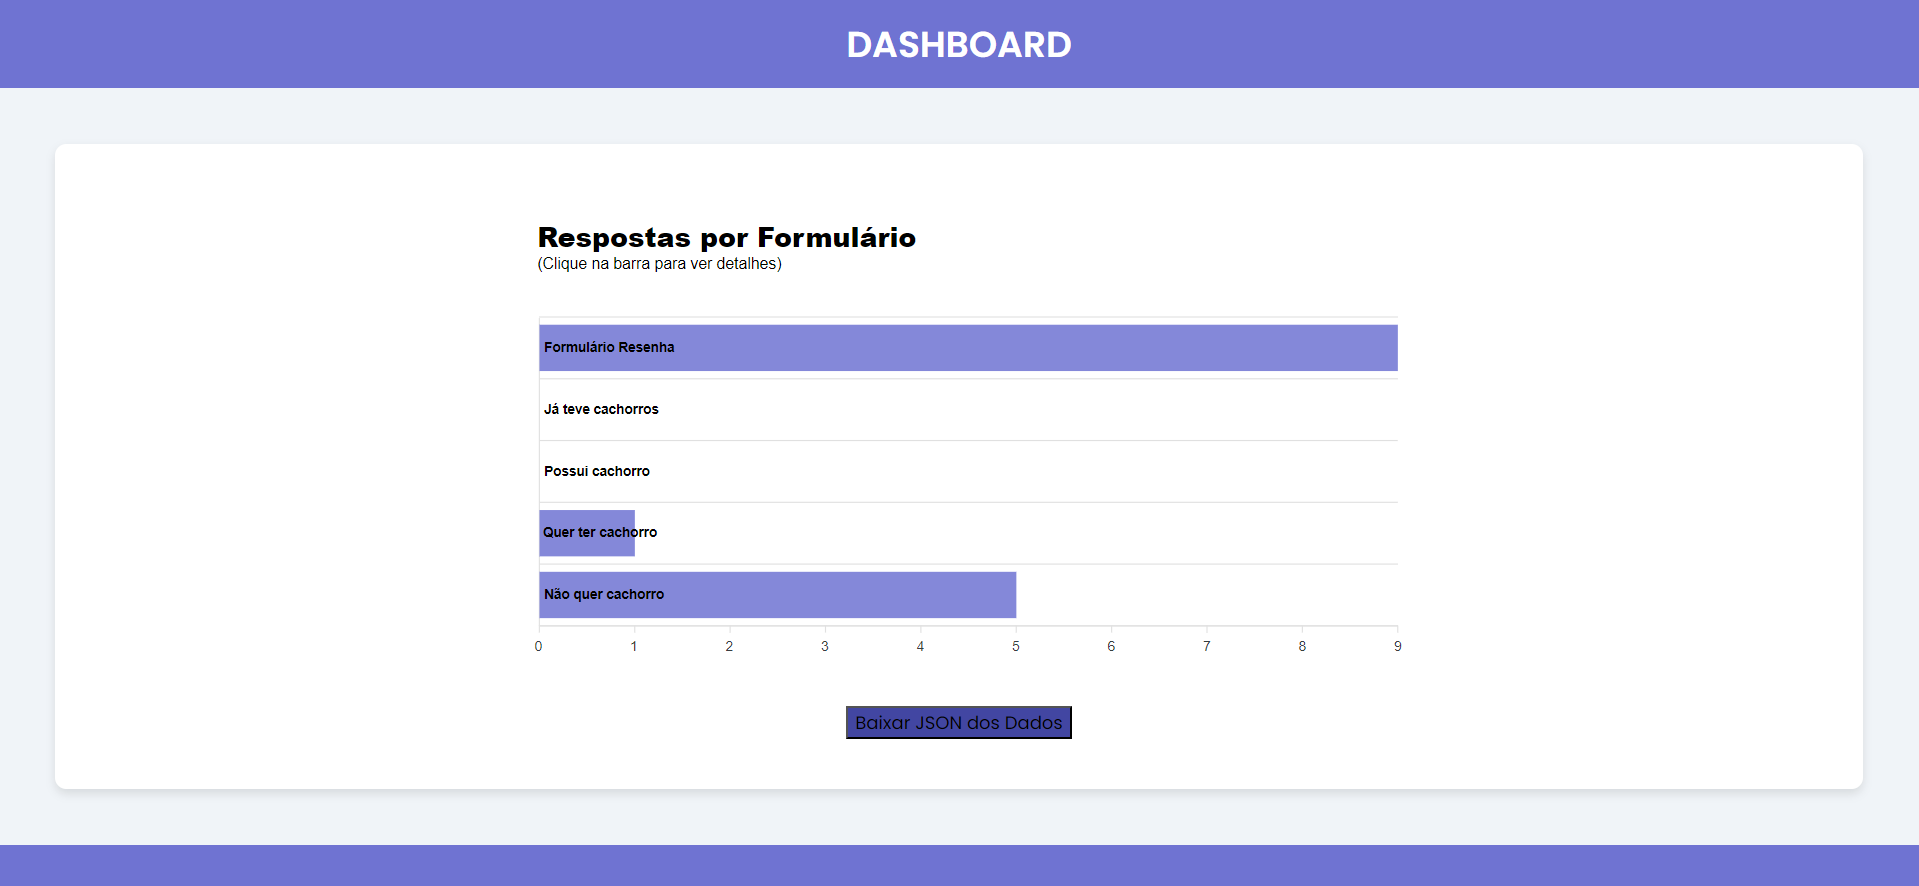 DASHBOARD
Respostas por Formulário
(Clique na barra para ver detalhes)
Formulário Resenha
Já teve cachorros
Possui cachorro
Quer ter cachorro
Não quer cachorro
0 1 2 3 4 5 6 7 8 9
Baixar JSON dos Dados